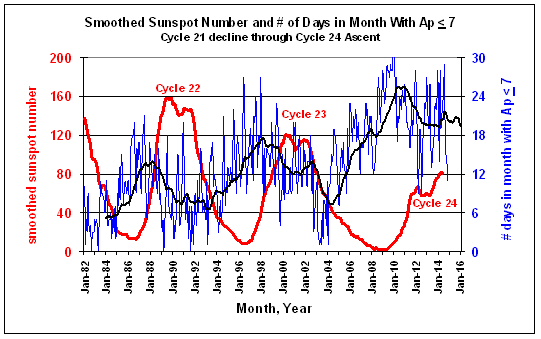 Smoothed Sunspot Number and # of Days in Month With Ap < 7
Cycle 21 decline through Cycle 24 Ascent
smoothed sunspot number
200
160
120
80
40
0
Cycle 22
Cycle 23
Cycle 24
30
24
18
12
6
0
# days in month with Ap < 7
Jan-82
Jan-84
Jan-86
Jan-88
Jan-90
Jan-92
Jan-94
Jan-96
Jan-98
Jan-00
Jan-02
Jan-04
Jan-06
Jan-08
Jan-10
Jan-12
Jan-14
Jan-16
Month, Year